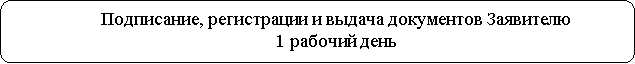 Подписание, регистрации и выдача документов Заявителю
1 рабочий день